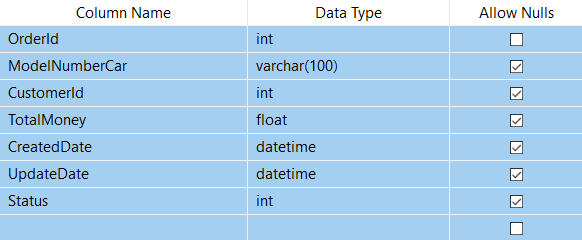 Column Name Data Type Allow Nulls
OrderId int
ModelNumberCar varchar(100)
CustomerId int
TotalMoney float
CreatedDate datetime
UpdateDate datetime
Status int